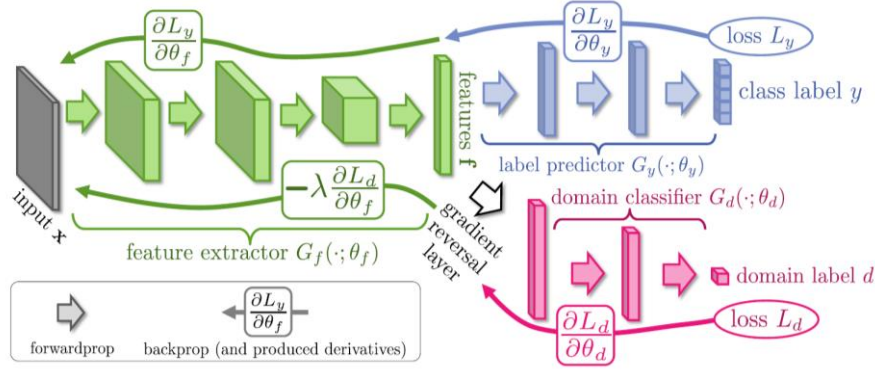 ∂L_y/∂θ_f
∂L_y/∂θ_y
loss L_y
features f
class label y
label predictor G_y(·;θ_y)
input x
−λ ∂L_d/∂θ_f
domain classifier G_d(·;θ_d)
feature extractor G_f(·;θ_f)
gradient
reversal
layer
domain label d
∂L_d/∂θ_d
loss L_d
∂L_y/∂θ_f
forwardprop
backprop (and produced derivatives)